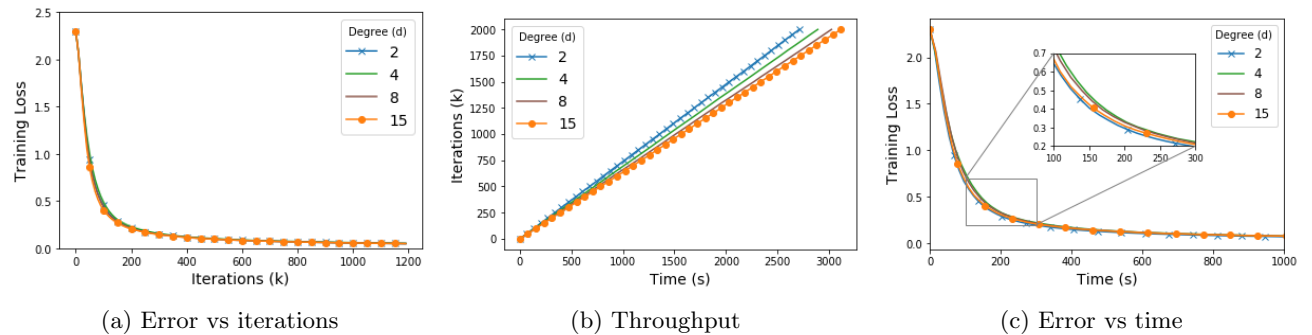 2.5
2.0
1.5
1.0
0.5
0.0
0 200 400 600 800 1000 1200
Training Loss
Iterations (k)
Degree (d)
2
4
8
15
(a) Error vs iterations
2000
1750
1500
1250
1000
750
500
250
0
0 500 1000 1500 2000 2500 3000
Iterations (k)
Time (s)
Degree (d)
2
4
8
15
(b) Throughput
2.0
1.5
1.0
0.5
0.0
0 200 400 600 800 1000
Training Loss
Time (s)
0.7
0.6
0.5
0.4
0.3
0.2
100 150 200 250 300
Degree (d)
2
4
8
15
(c) Error vs time